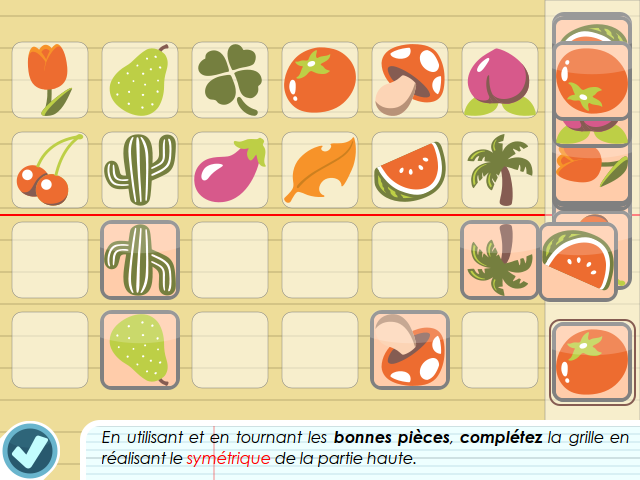 En utilisant et en tournant les bonnes pièces, complétez la grille en
réalisant le symétrique de la partie haute.